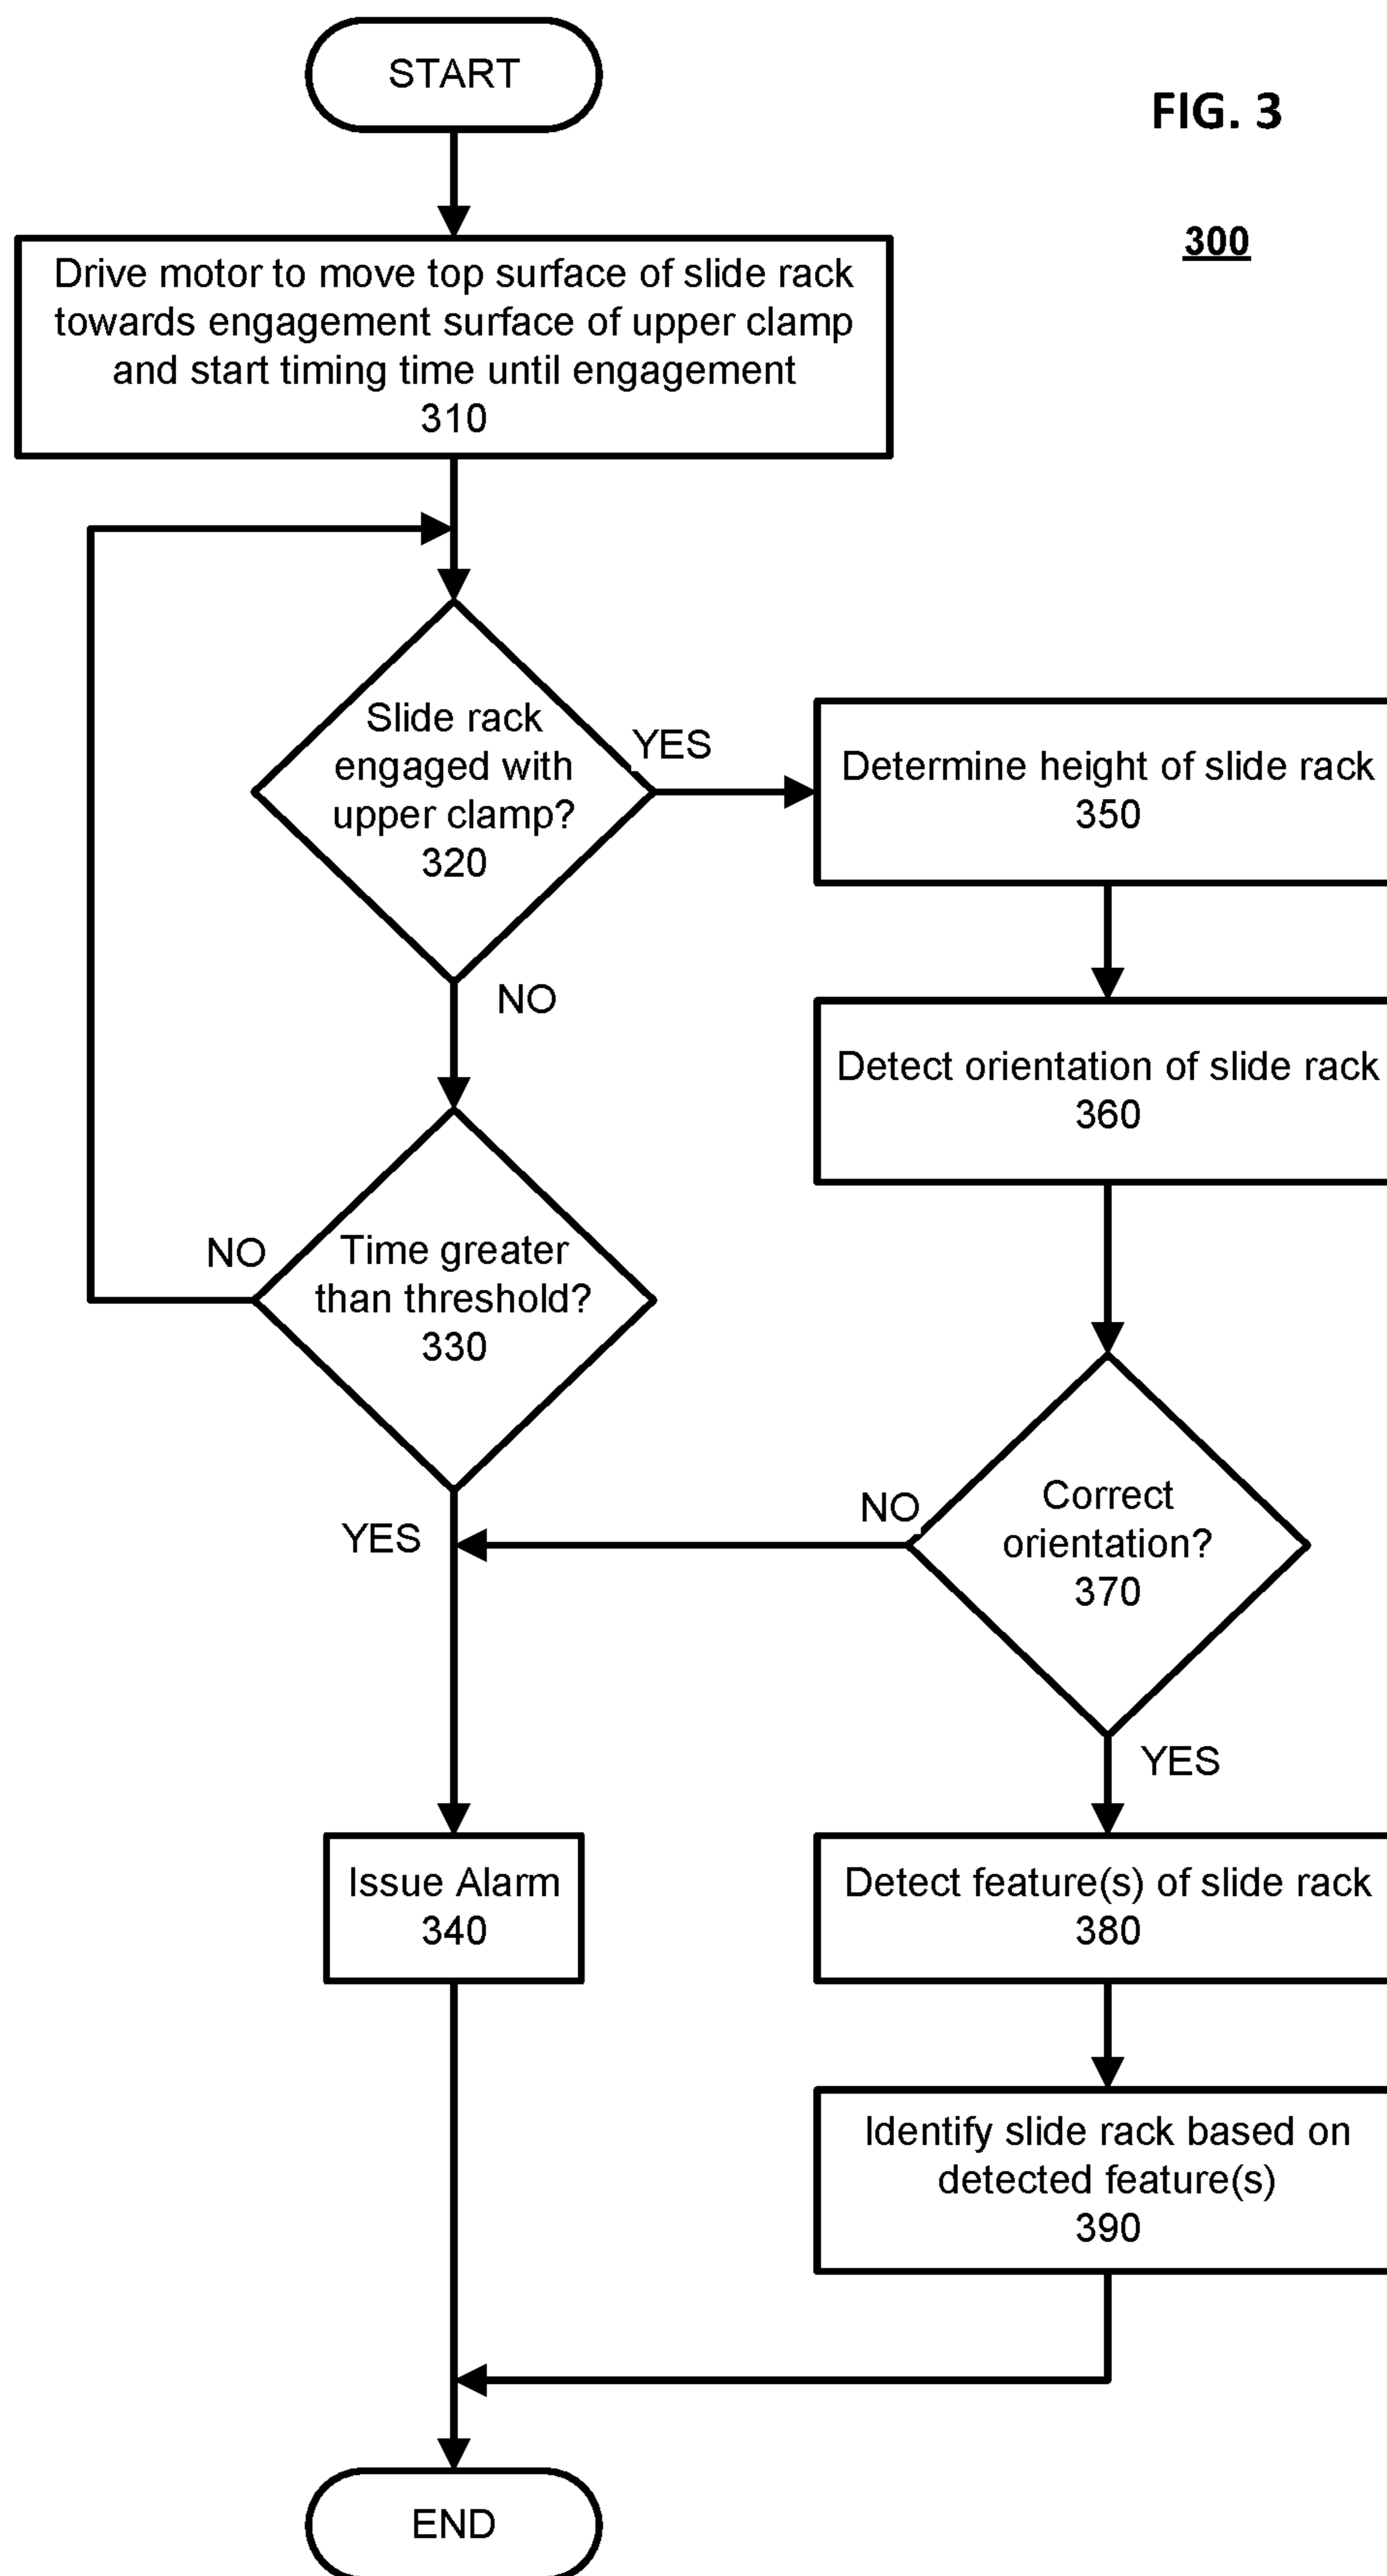 START
FIG. 3
300
Drive motor to move top surface of slide rack
towards engagement surface of upper clamp
and start timing time until engagement
310
Slide rack
engaged with
upper clamp?
320
YES
NO
Determine height of slide rack
350
Detect orientation of slide rack
360
NO
Time greater
than threshold?
330
YES
NO
Correct
orientation?
370
YES
Issue Alarm
340
Detect feature(s) of slide rack
380
Identify slide rack based on
detected feature(s)
390
END